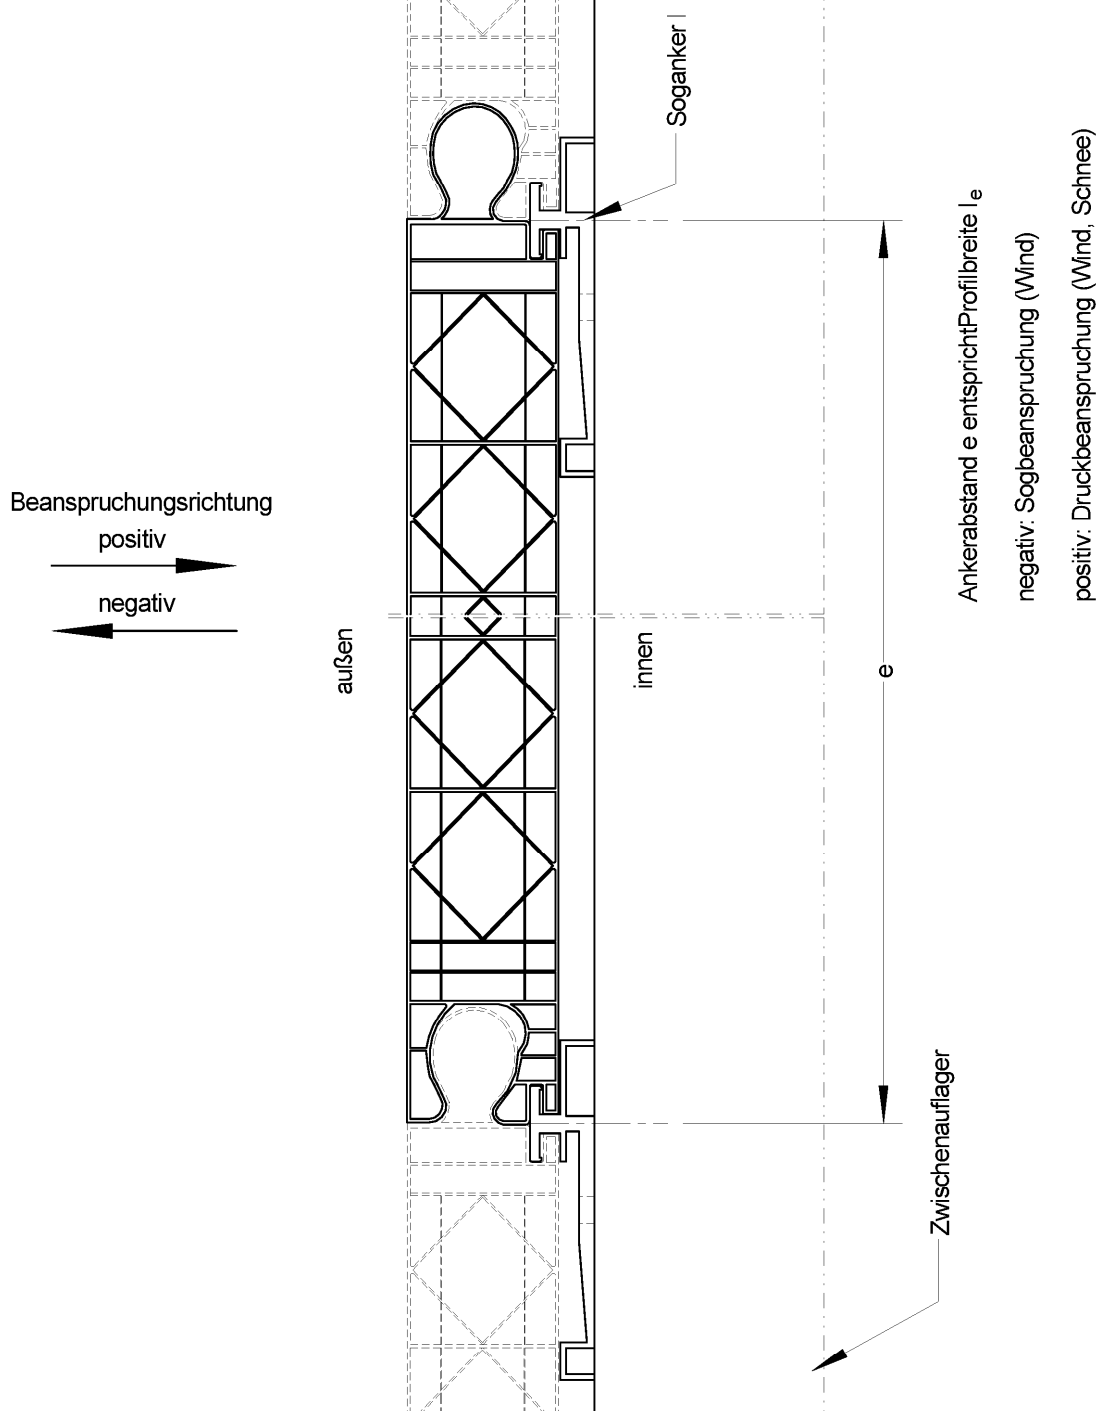 Soganker I
Beanspruchungsrichtung
positiv
negativ
außen
innen
e
Ankerabstand e entsprichtProfilbreite le
negativ: Sogbeanspruchung (Wind)
positiv: Druckbeanspruchung (Wind, Schnee)
Zwischenauflager